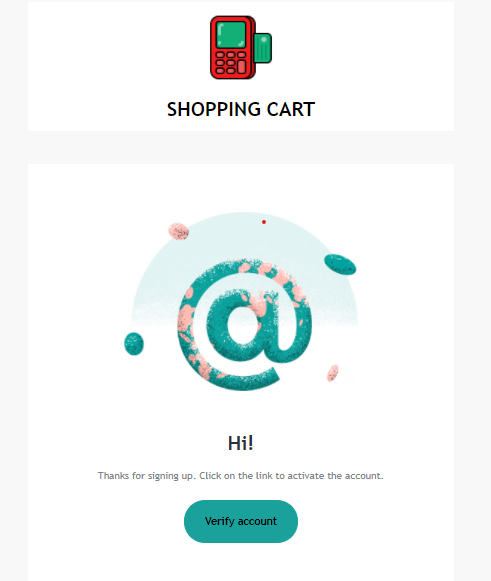 SHOPPING CART
@
Hi!
Thanks for signing up. Click on the link to activate the account.
Verify account